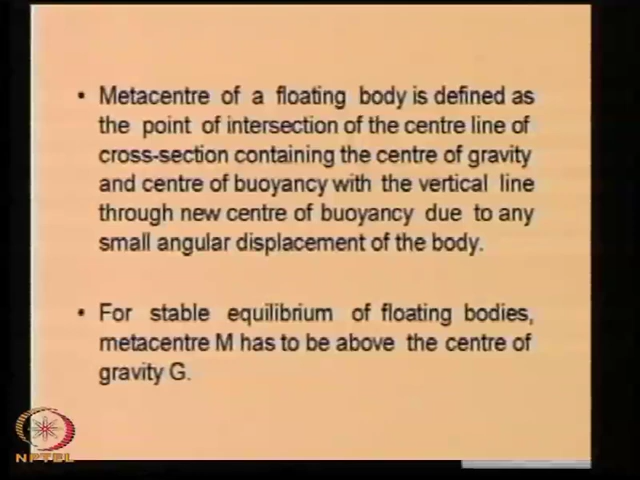 • Metacentre of a floating body is defined as
the point of intersection of the centre line of
cross-section containing the centre of gravity
and centre of buoyancy with the vertical line
through new centre of buoyancy due to any
small angular displacement of the body.
• For stable equilibrium of floating bodies,
metacentre M has to be above the centre of
gravity G.
NPTEL